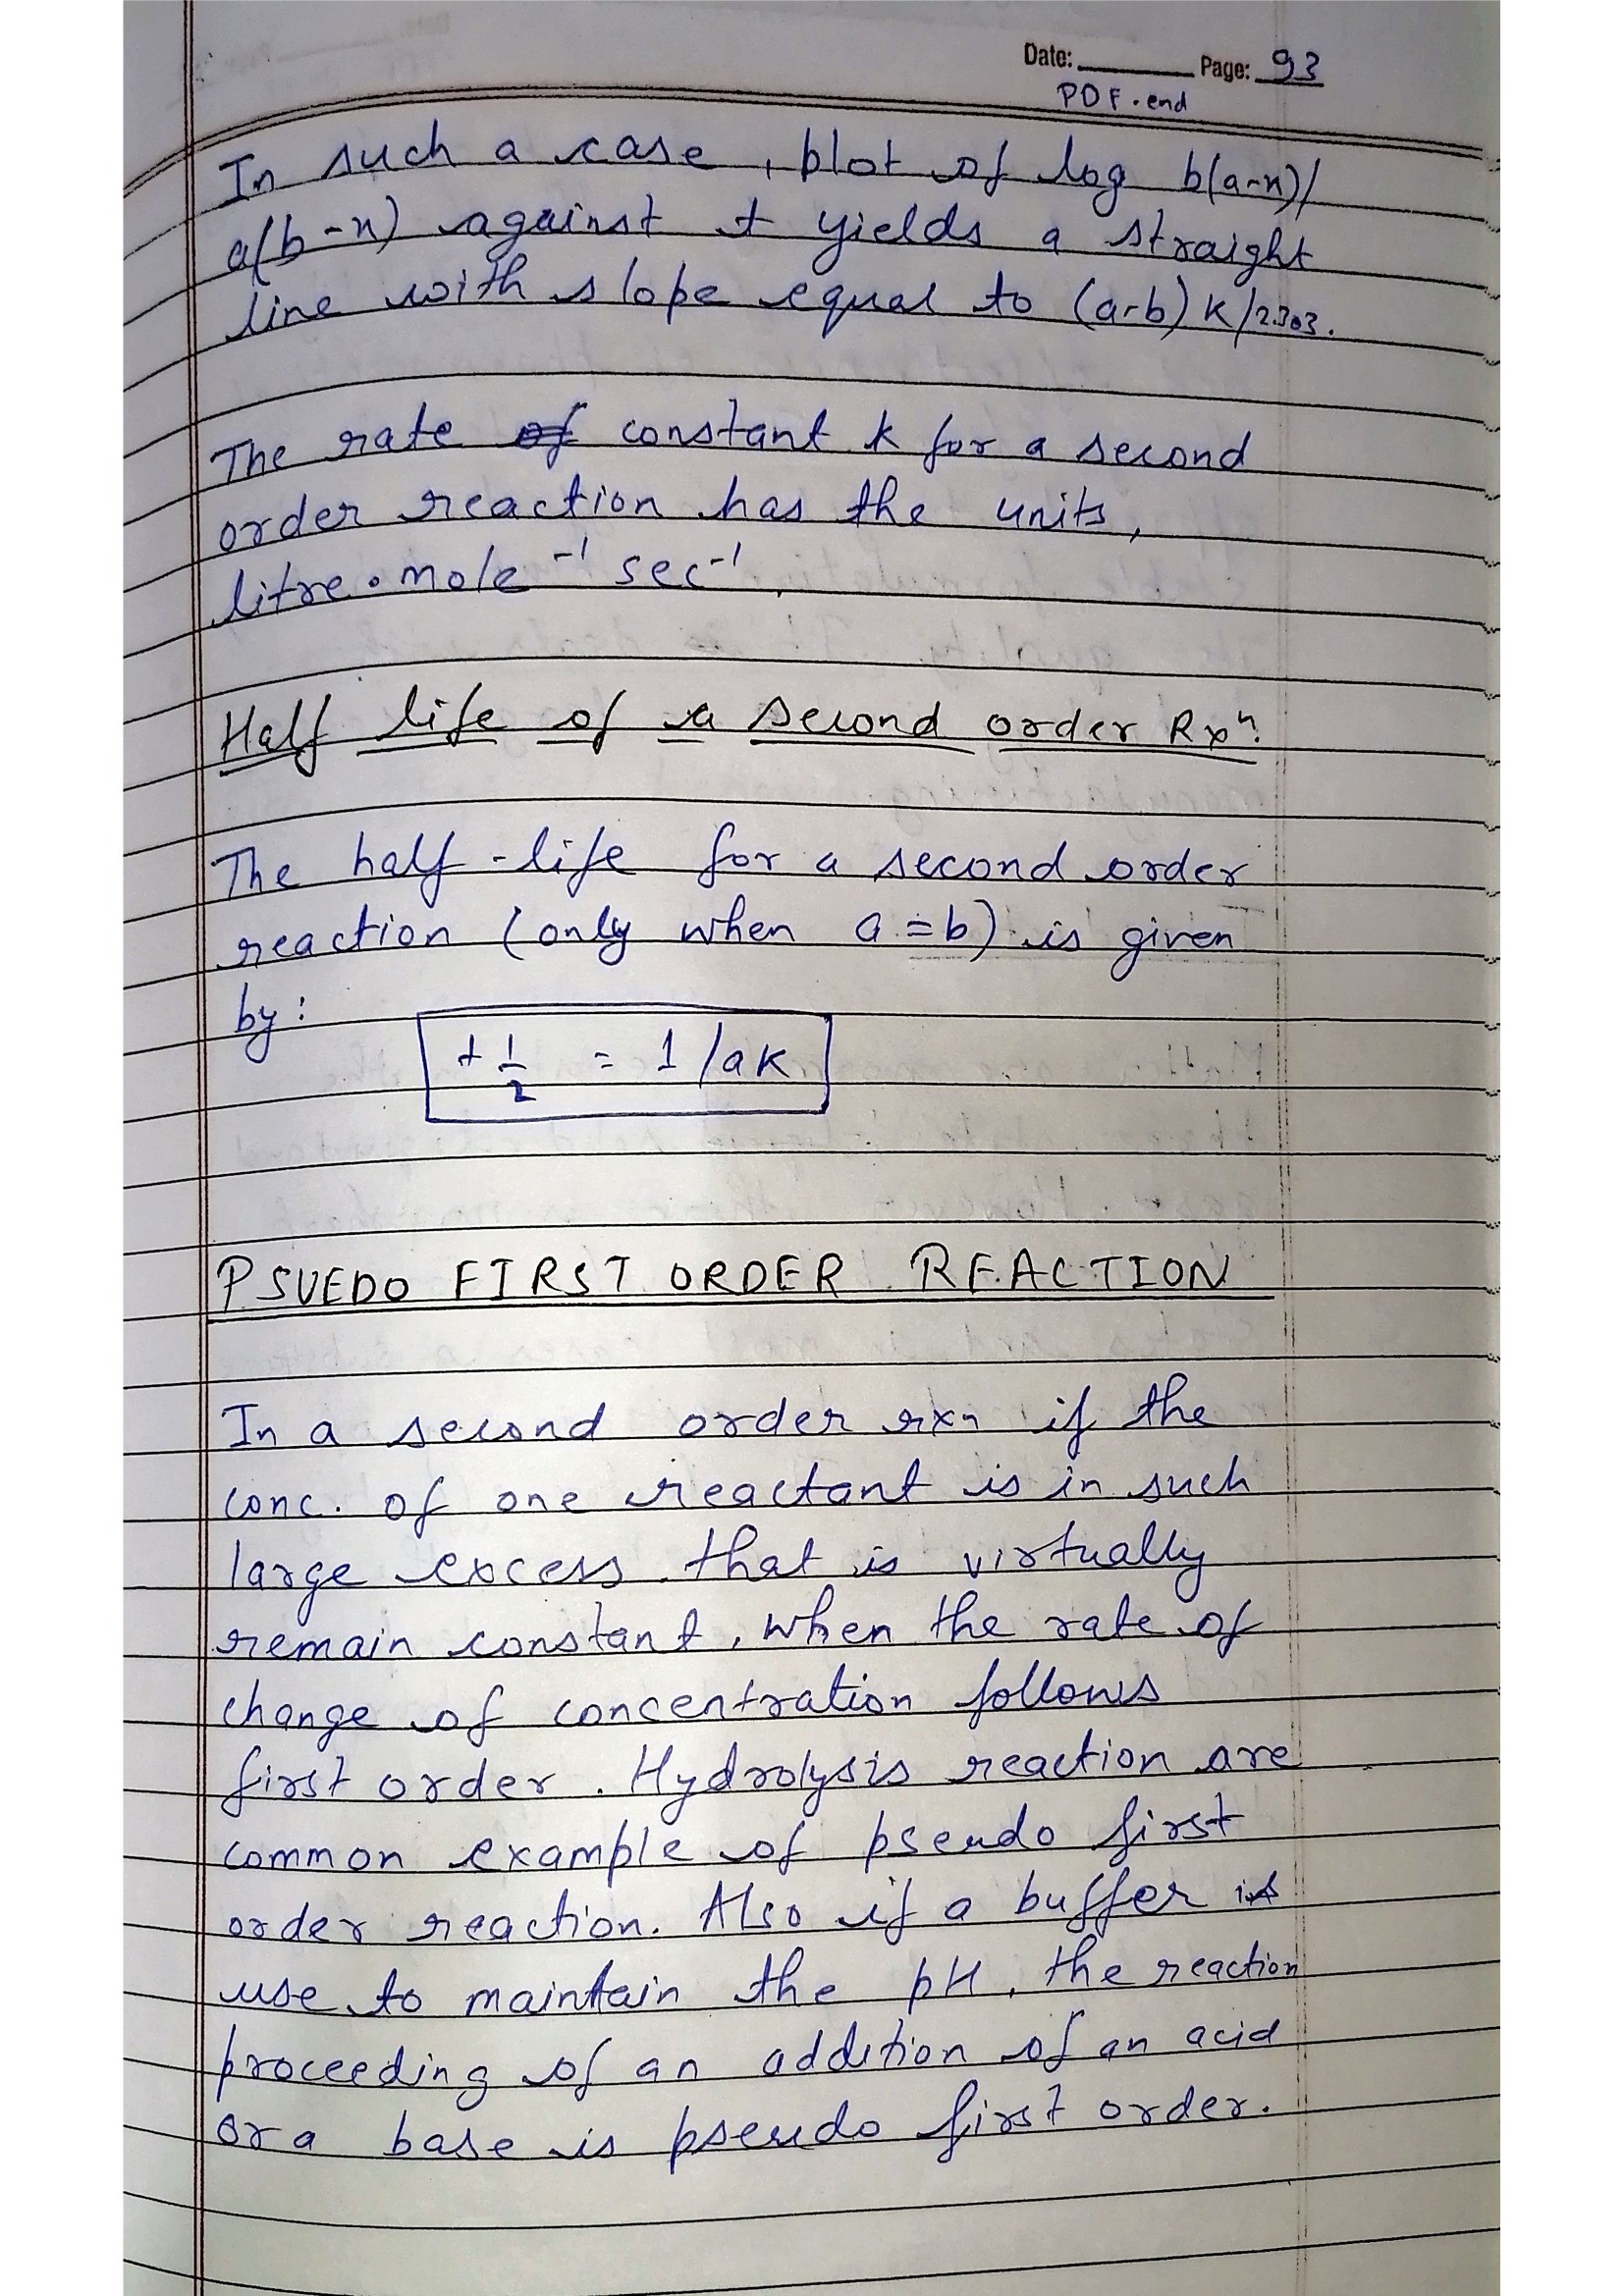 Date: Page: 93
PDF.end
In such a case, plot of log b(a-x)/
a(b-x) against t yields a straight
line with slope equal to (a-b) K/2.303.
The rate of constant k for a second
order reaction has the units,
litre.mole⁻¹ sec⁻¹.
Half life of a second order Rxⁿ.
The half-life for a second order
reaction (only when a=b) is given
by:
t 1/2 = 1/aK
PSUEDO FIRST ORDER REACTION
In a second order rxn if the
conc. of one reactant is in such
large excess that is virtually
remain constant, when the rate of
change of concentration follows
first order. Hydrolysis reaction are
common example of pseudo first
order reaction. Also if a buffer is
use to maintain the pH, the reaction
proceeding of an addition of an acid
or a base is pseudo first order.